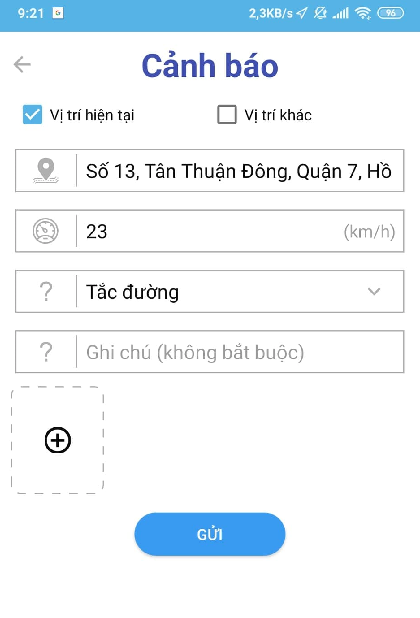 9:21 2,3KB/s 96
Cảnh báo
Vị trí hiện tại Vị trí khác
Số 13, Tân Thuận Đông, Quận 7, Hồ
23 (km/h)
? Tắc đường
? Ghi chú (không bắt buộc)
GỬI